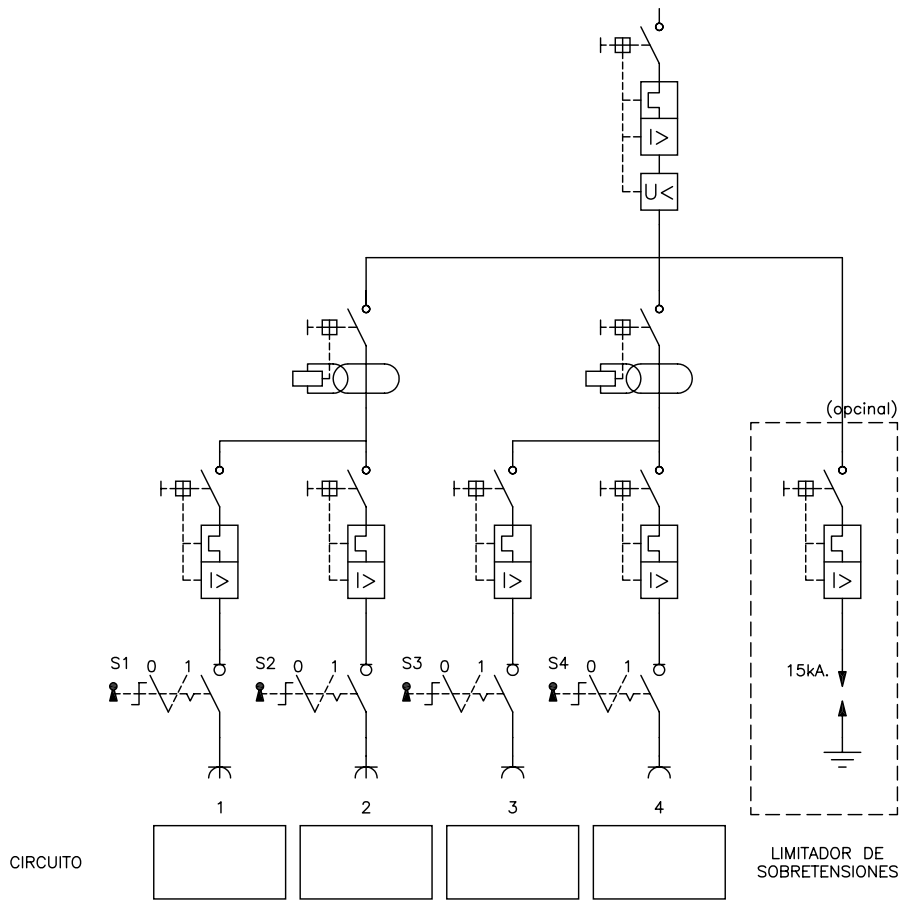 I>
U<
(opcinal)
I>
I>
I>
I>
I>
S1 0 1
S2 0 1
S3 0 1
S4 0 1
15kA.
1
2
3
4
CIRCUITO
LIMITADOR DE
SOBRETENSIONES